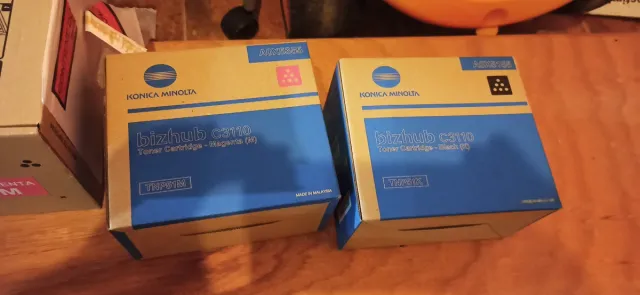 ENTA
M
KONICA MINOLTA
bizhub C3110
Toner Cartridge - Magenta (M)
TNP51M
MADE IN MALAYSIA
KONICA MINOLTA
bizhub C3110
Toner Cartridge - Black (K)
TNP51K